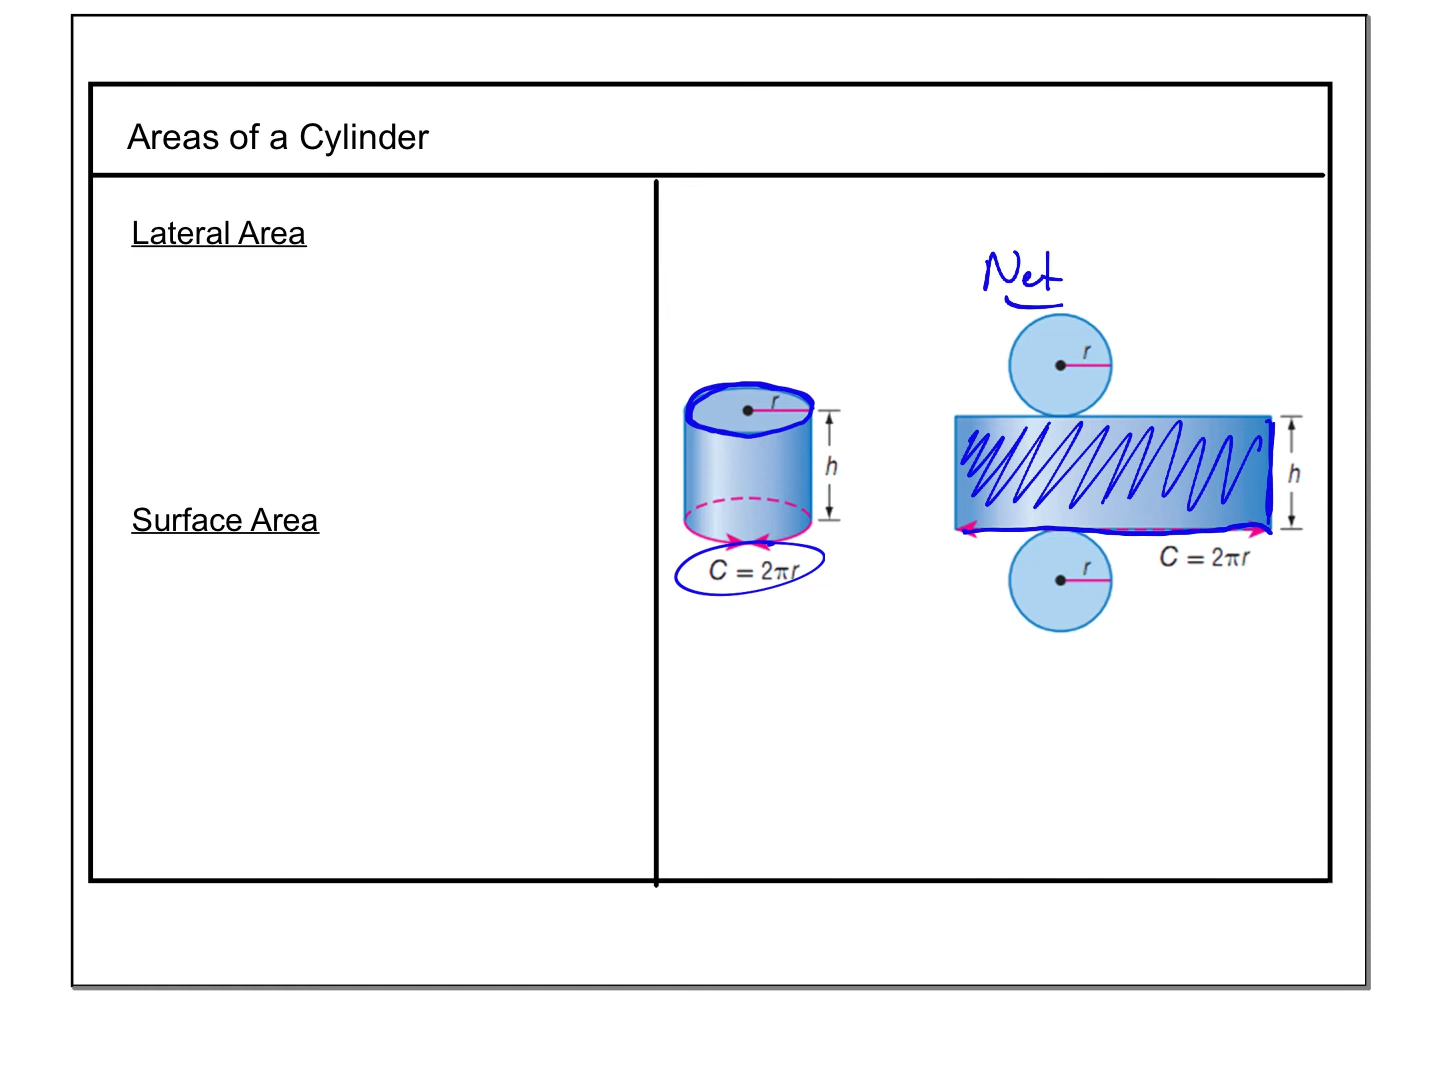 Areas of a Cylinder
Lateral Area
Surface Area
Net
r
h
C = 2πr
r
h
C = 2πr
r